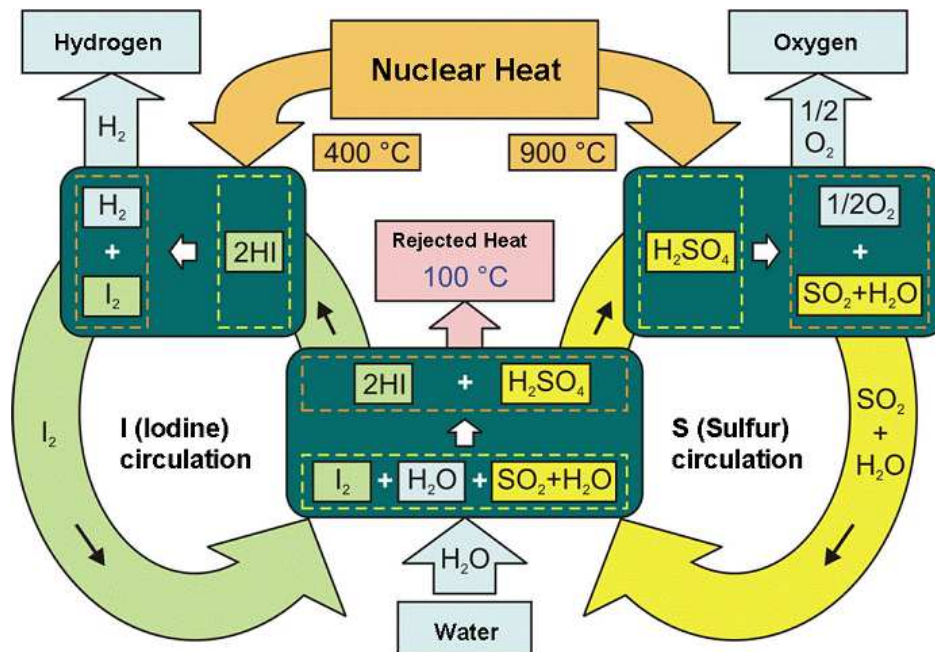 Hydrogen
Nuclear Heat
Oxygen
H₂
400 °C
900 °C
1/2
O₂
H₂
+
I₂
2HI
Rejected Heat
100 °C
H₂SO₄
1/2O₂
+
SO₂+H₂O
2HI + H₂SO₄
I₂ + H₂O + SO₂+H₂O
I₂
I (Iodine)
circulation
S (Sulfur)
circulation
SO₂
+
H₂O
H₂O
Water